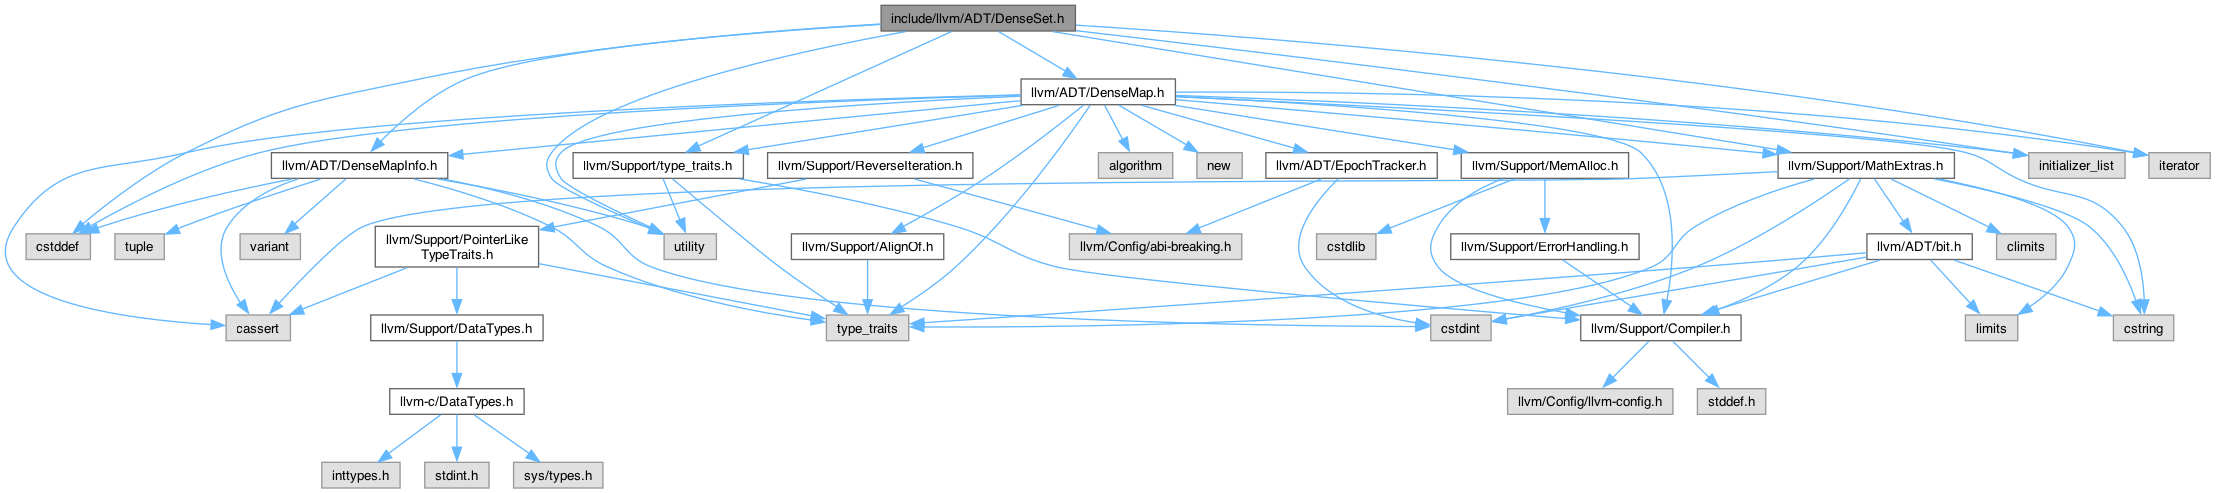 include/llvm/ADT/DenseSet.h
llvm/ADT/DenseMap.h
llvm/ADT/DenseMapInfo.h
llvm/Support/type_traits.h
llvm/Support/ReverseIteration.h
algorithm
new
llvm/ADT/EpochTracker.h
llvm/Support/MemAlloc.h
llvm/Support/MathExtras.h
initializer_list
iterator
cstddef
tuple
variant
llvm/Support/PointerLike
TypeTraits.h
utility
llvm/Support/AlignOf.h
llvm/Config/abi-breaking.h
cstdlib
llvm/Support/ErrorHandling.h
llvm/ADT/bit.h
climits
cassert
llvm/Support/DataTypes.h
type_traits
cstdint
llvm/Support/Compiler.h
limits
cstring
llvm-c/DataTypes.h
llvm/Config/llvm-config.h
stddef.h
inttypes.h
stdint.h
sys/types.h